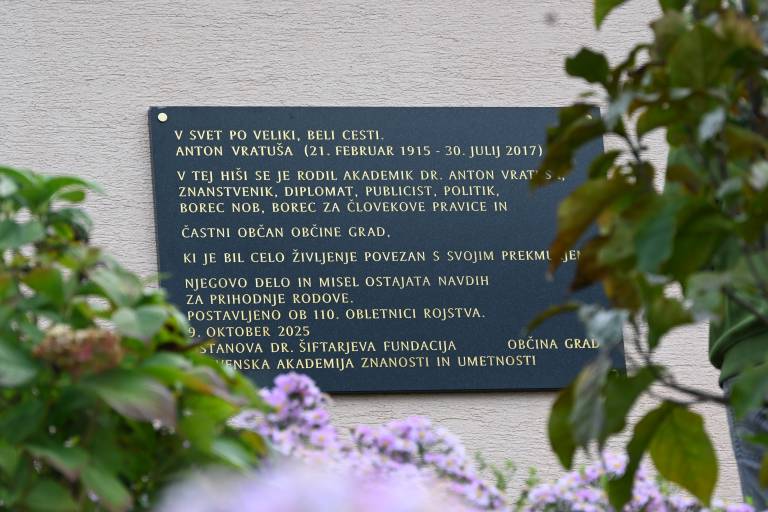 V SVET PO VELIKI, BELI CESTI.
ANTON VRATUŠA (21. FEBRUAR 1915 - 30. JULIJ 2017)
V TEJ HIŠI SE JE RODIL AKADEMIK DR. ANTON
ZNANSTVENIK, DIPLOMAT, PUBLICIST, POLITIK,
BOREC NOB, BOREC ZA ČLOVEKOVE PRAVICE IN
ČASTNI OBČAN OBČINE GRAD,
KI JE BIL CELO ŽIVLJENJE POVEZAN S SVOJIM
NJEGOVO DELO IN MISEL OSTAJATA NAVDIH
ZA PRIHODNJE RODOVE.
POSTAVLJENO OB 110. OBLETNICI ROJSTVA.
9. OKTOBER 2025
DR. ŠIFTARJEVA FUNDACIJA OBČINA GRAD
AKADEMIJA ZNANOSTI IN UMETNOSTI